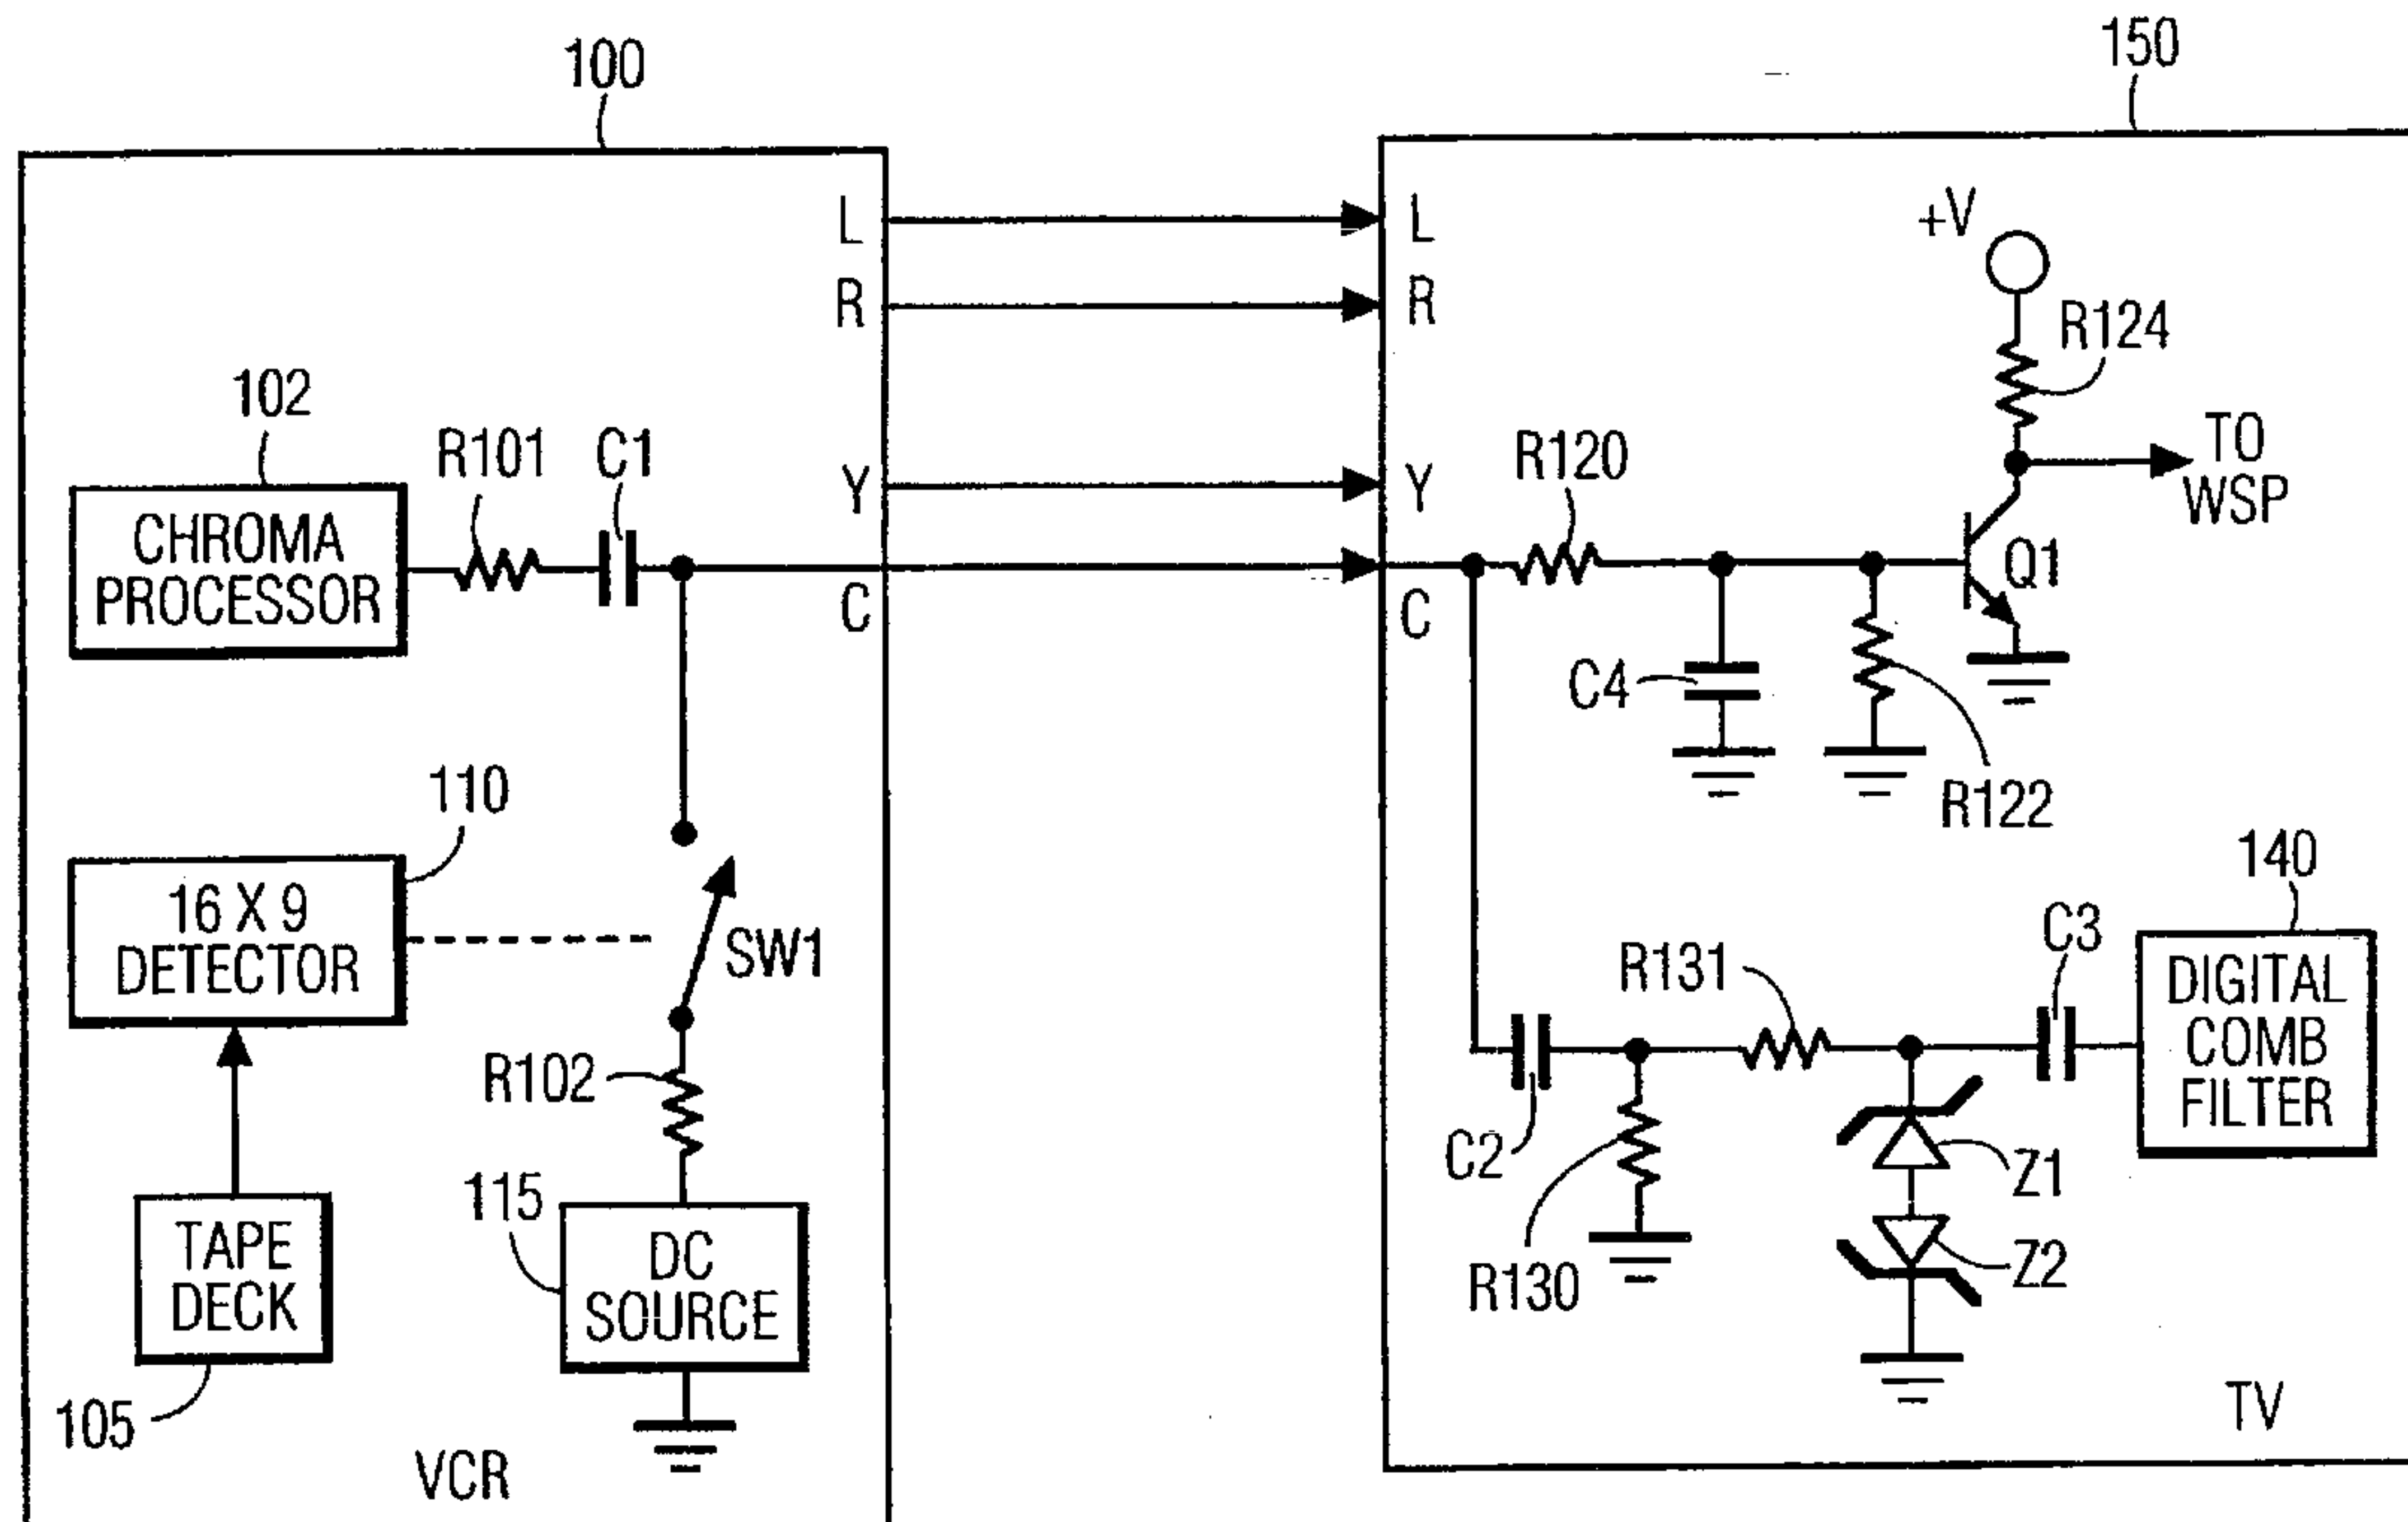 100
150
L
L
+V
R
R
R124
102
R101
C1
Y
Y
R120
TO
WSP
CHROMA
PROCESSOR
C
C
Q1
C4
R122
110
16 X 9
DETECTOR
SW1
140
C3
R131
DIGITAL
COMB
FILTER
R102
C2
Z1
115
TAPE
DECK
DC
SOURCE
R130
Z2
105
VCR
TV